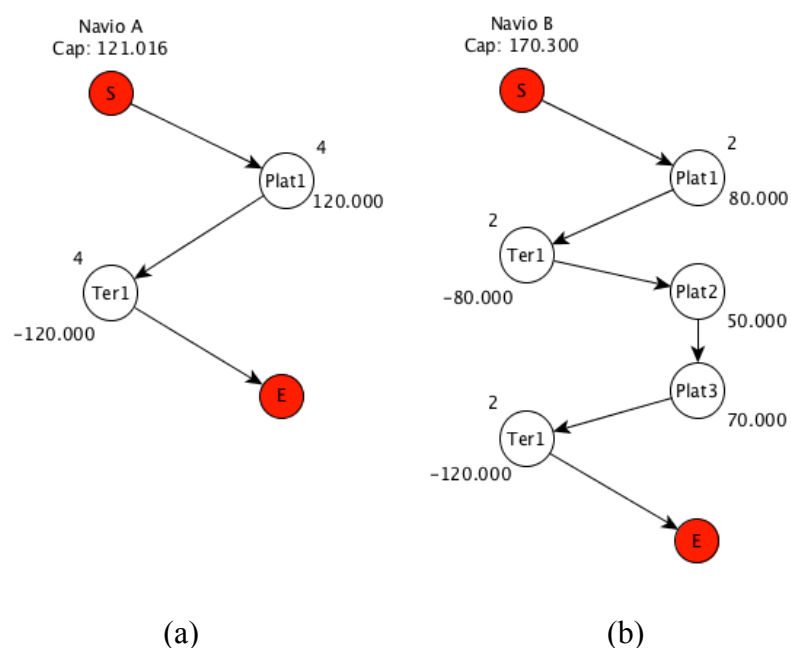 Navio A
Cap: 121.016
S
4
Plat1
120.000
4
Ter1
-120.000
E
(a)
Navio B
Cap: 170.300
S
2
Plat1
80.000
2
Ter1
-80.000
Plat2
50.000
Plat3
70.000
2
Ter1
-120.000
E
(b)